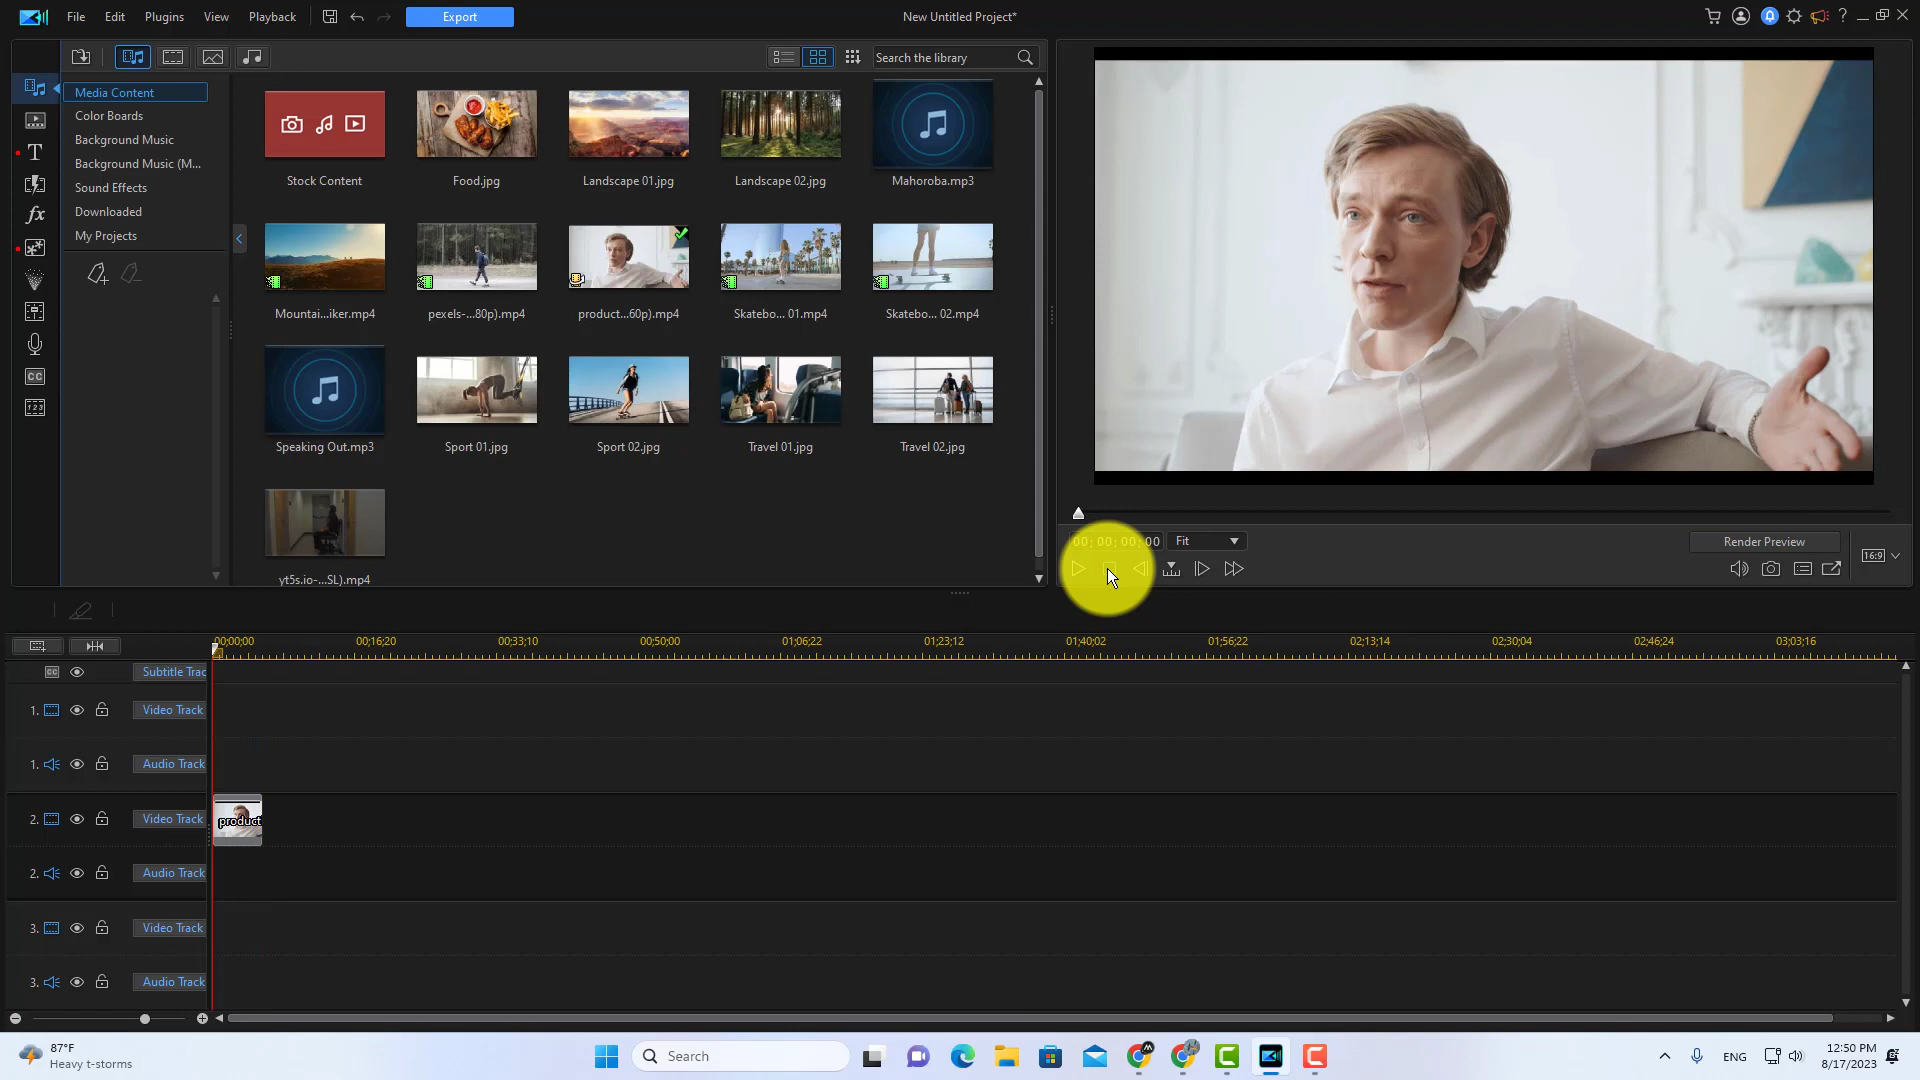 File Edit Plugins View Playback Export New Untitled Project*
Search the library
Media Content
Color Boards
Background Music
Background Music (M...
Sound Effects
Downloaded
My Projects
Stock Content Food.jpg Landscape 01.jpg Landscape 02.jpg Mahoroba.mp3
Mountai...iker.mp4 pexels-...80p).mp4 product...60p).mp4 Skatebo... 01.mp4 Skatebo... 02.mp4
Speaking Out.mp3 Sport 01.jpg Sport 02.jpg Travel 01.jpg Travel 02.jpg
yt5s.io-...SL).mp4
00;00;00;00 Fit Render Preview
16:9
00;00;00 00;16;20 00;33;10 00;50;00 01;06;22 01;23;12 01;40;02 01;56;22 02;13;14 02;30;04 02;46;24 03;03;16
CC Subtitle Trac
1. Video Track
1. Audio Track
2. Video Track product
2. Audio Track
3. Video Track
3. Audio Track
87°F
Heavy t-storms
Search
ENG
12:50 PM
8/17/2023